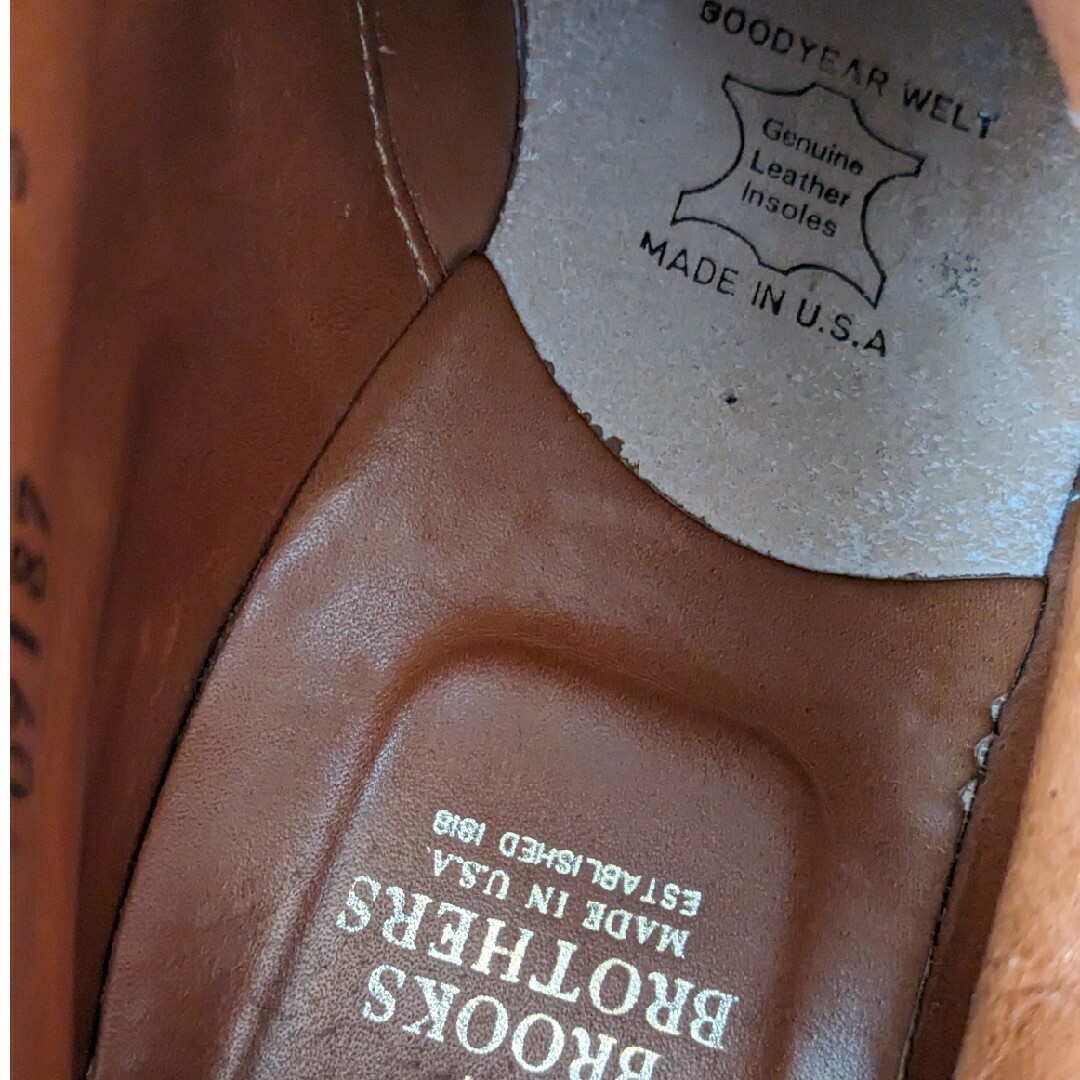 GOODYEAR WELT
Genuine
Leather
Insoles
MADE IN U.S.A
BROOKS
BROTHERS
MADE IN U.S.A.
ESTABLISHED 1818